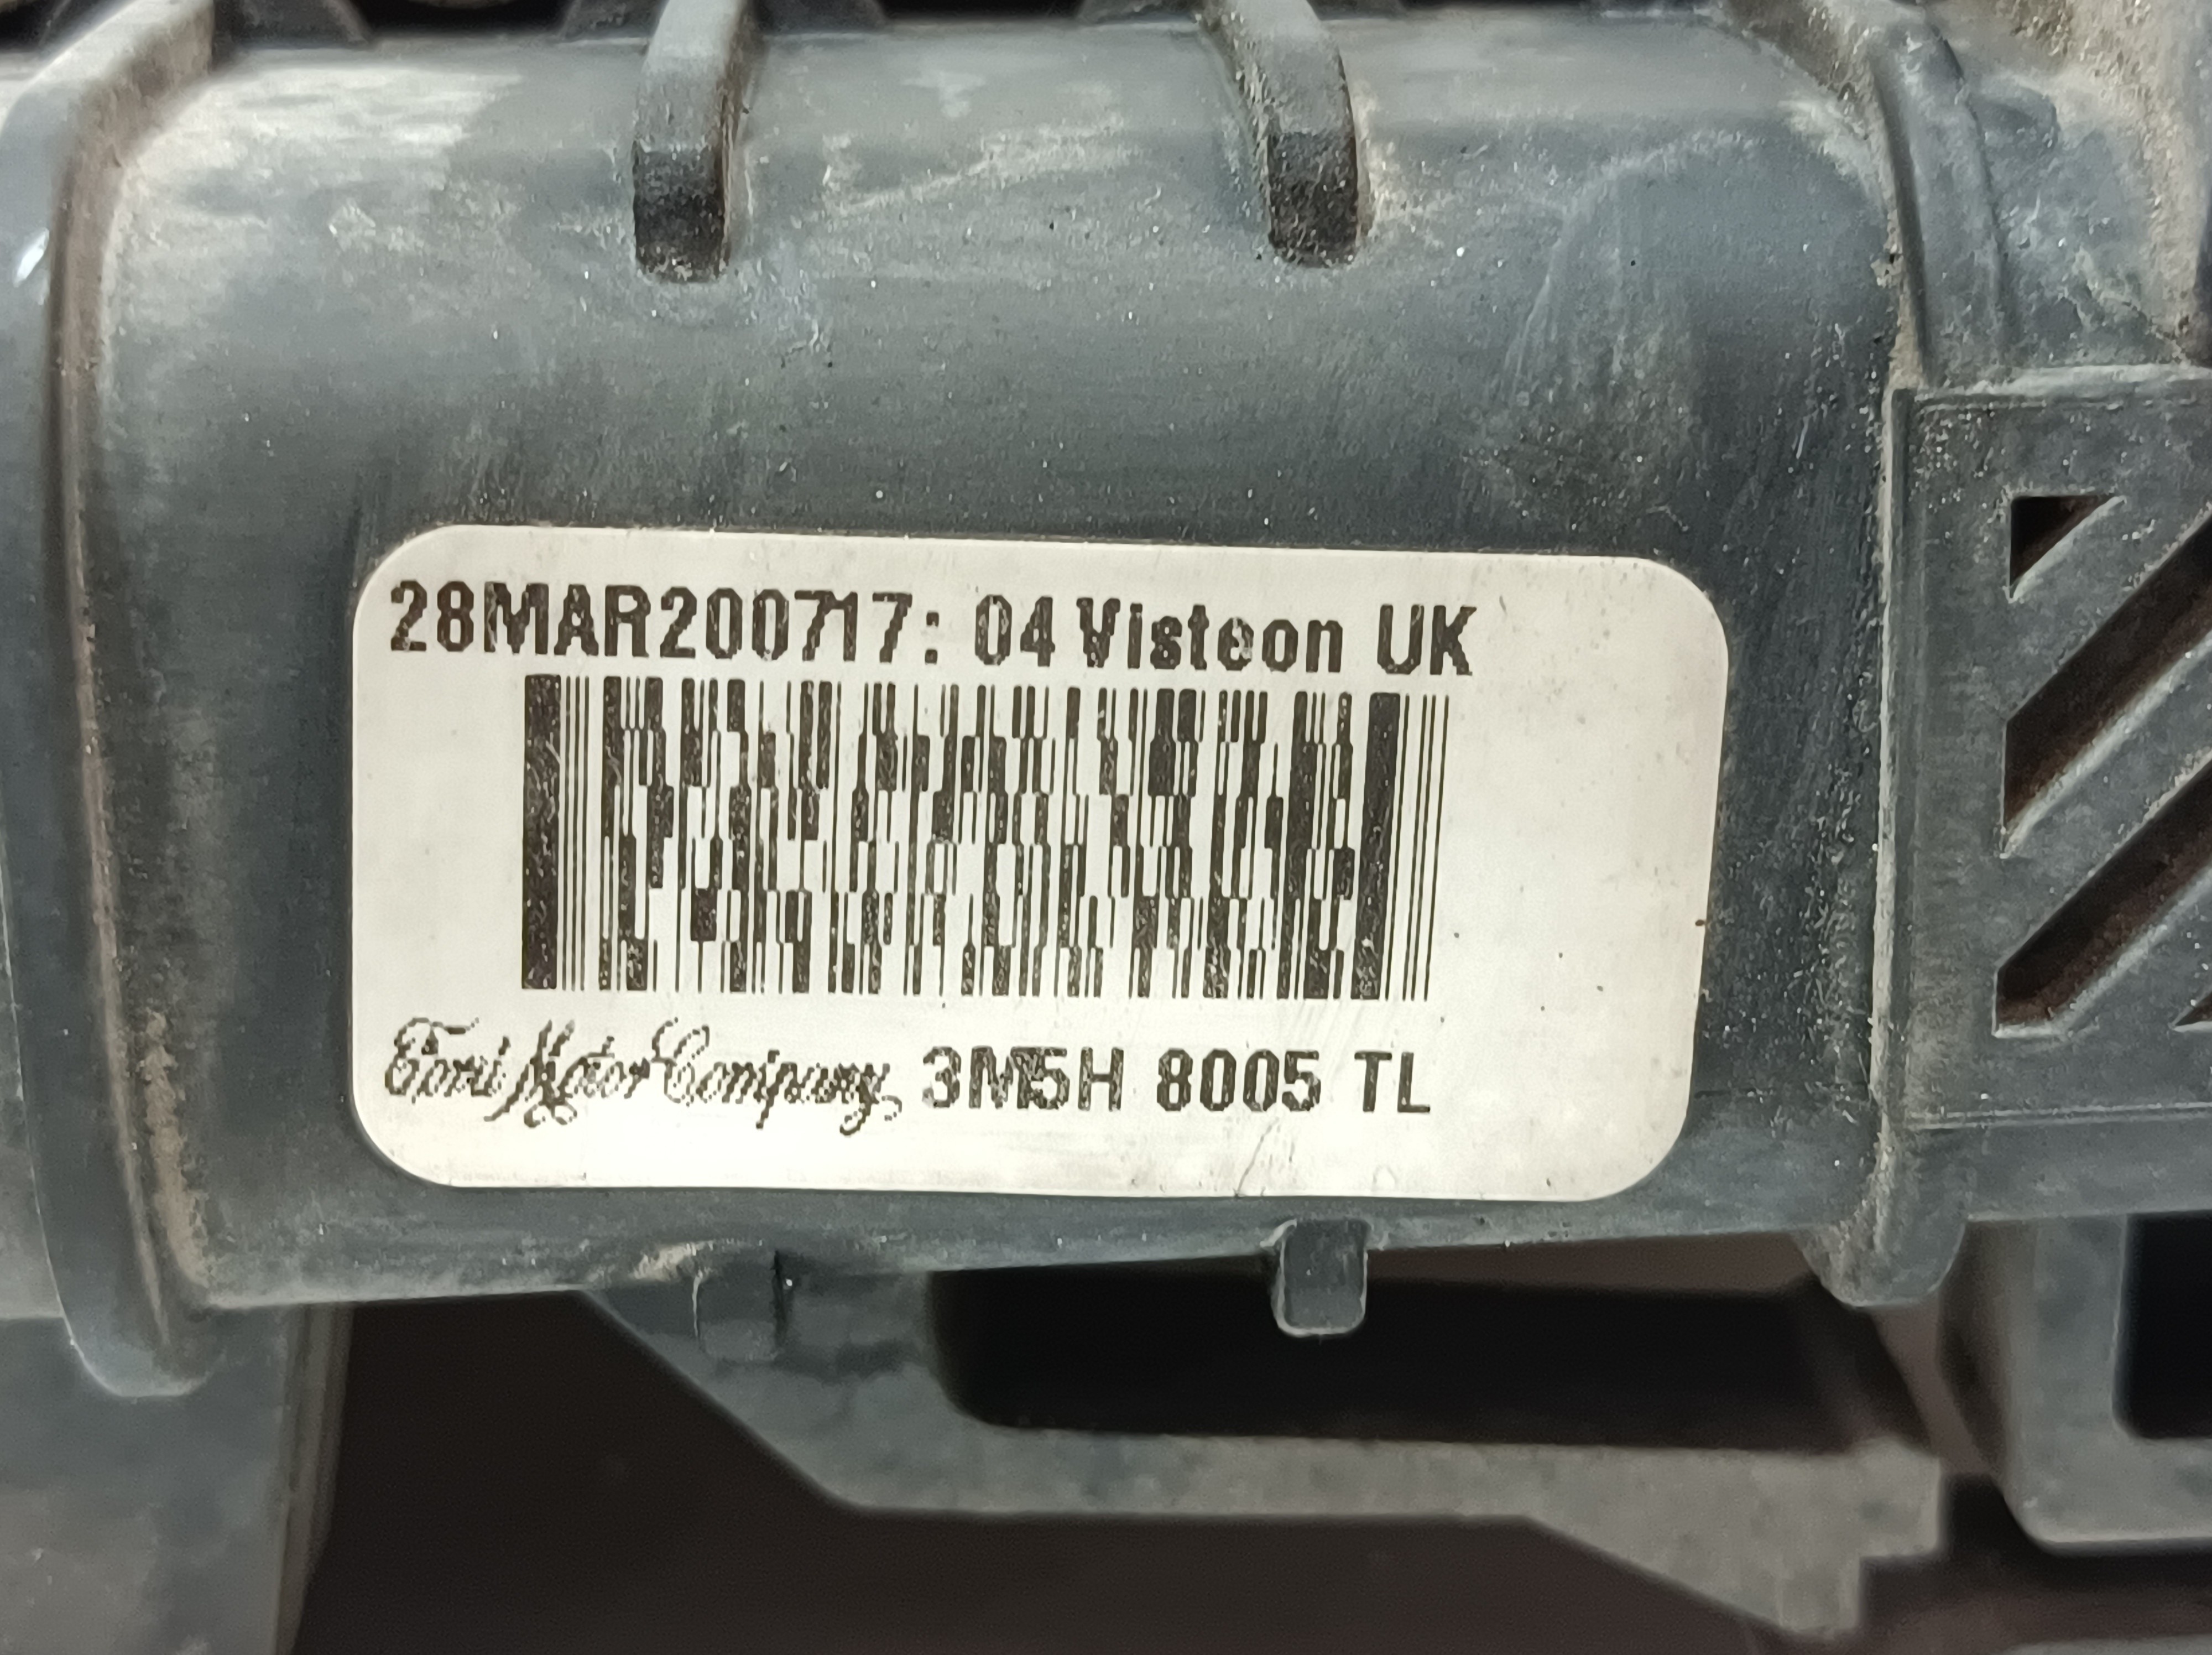 28MAR200717: 04 Visteon UK
Ford Motor Company 3M5H 8005 TL